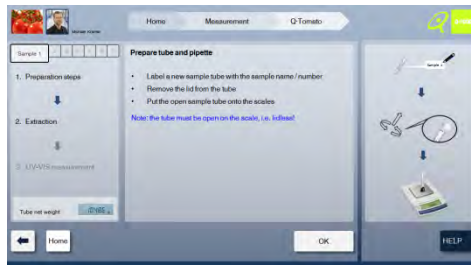 Home
Measurement
Q-Tomato
Sample 1
Prepare tube and pipette
1. Preparation steps
2. Extraction
3. UV-VIS measurement
• Label a new sample tube with the sample name / number
• Remove the lid from the tube
• Put the open sample tube onto the scales
Note: the tube must be open on the scale, i.e. lidless!
Tube net weight
Home
OK
HELP